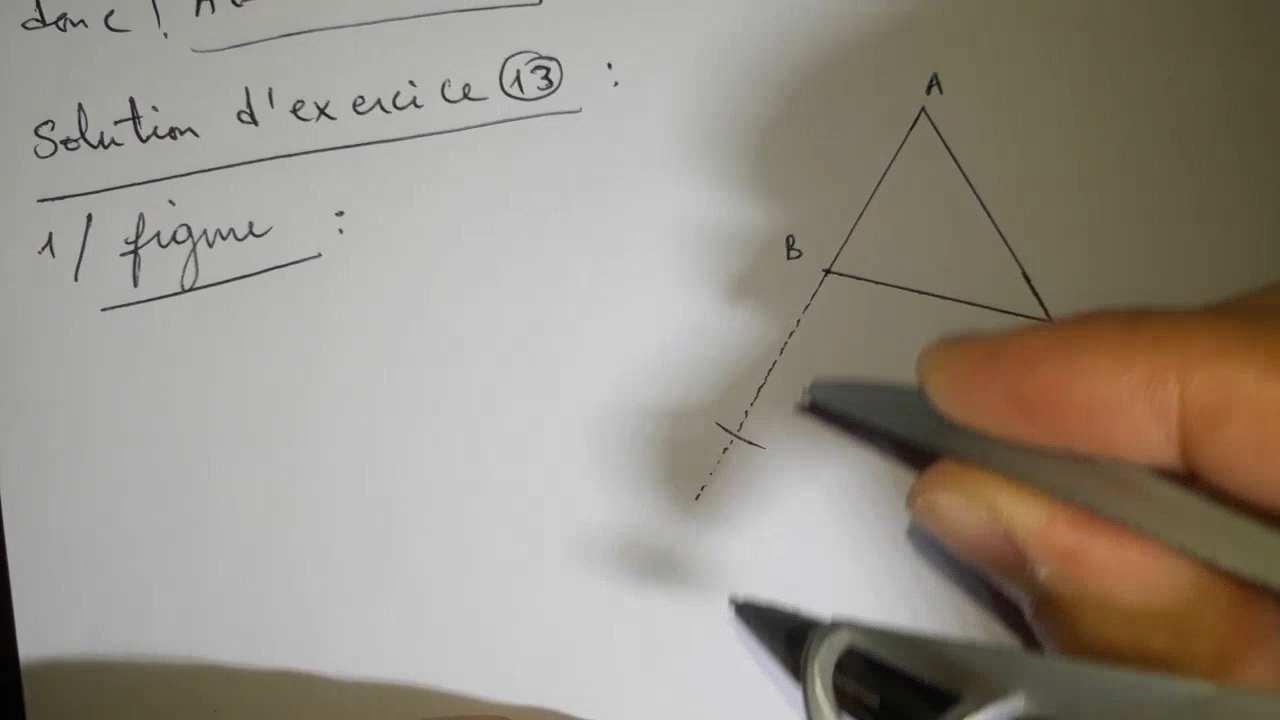 donc !
Solution d'exercice 13 :
1/ figure :
A
B